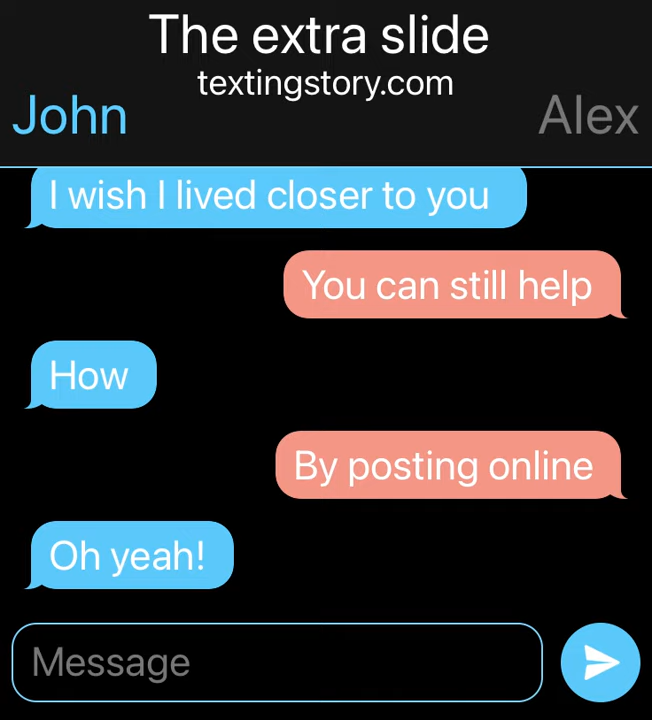 The extra slide
textingstory.com
John
Alex
I wish I lived closer to you
You can still help
How
By posting online
Oh yeah!
Message